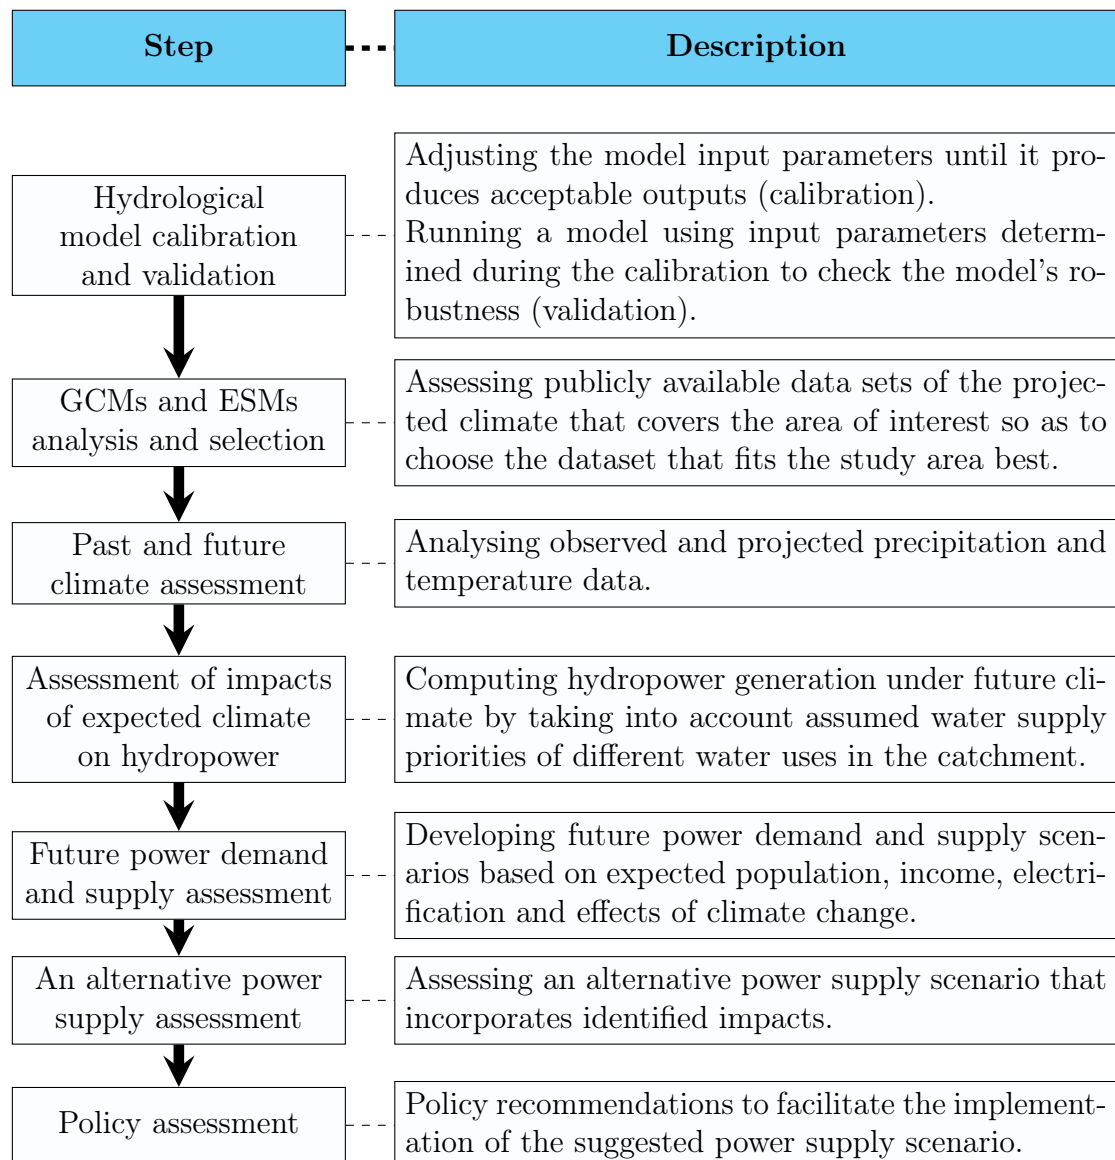 Step
Description
Hydrological
model calibration
and validation
Adjusting the model input parameters until it pro-
duces acceptable outputs (calibration).
Running a model using input parameters determ-
ined during the calibration to check the model's ro-
bustness (validation).
GCMs and ESMs
analysis and selection
Assessing publicly available data sets of the projec-
ted climate that covers the area of interest so as to
choose the dataset that fits the study area best.
Past and future
climate assessment
Analysing observed and projected precipitation and
temperature data.
Assessment of impacts
of expected climate
on hydropower
Computing hydropower generation under future cli-
mate by taking into account assumed water supply
priorities of different water uses in the catchment.
Future power demand
and supply assessment
Developing future power demand and supply scen-
arios based on expected population, income, electri-
fication and effects of climate change.
An alternative power
supply assessment
Assessing an alternative power supply scenario that
incorporates identified impacts.
Policy assessment
Policy recommendations to facilitate the implement-
ation of the suggested power supply scenario.